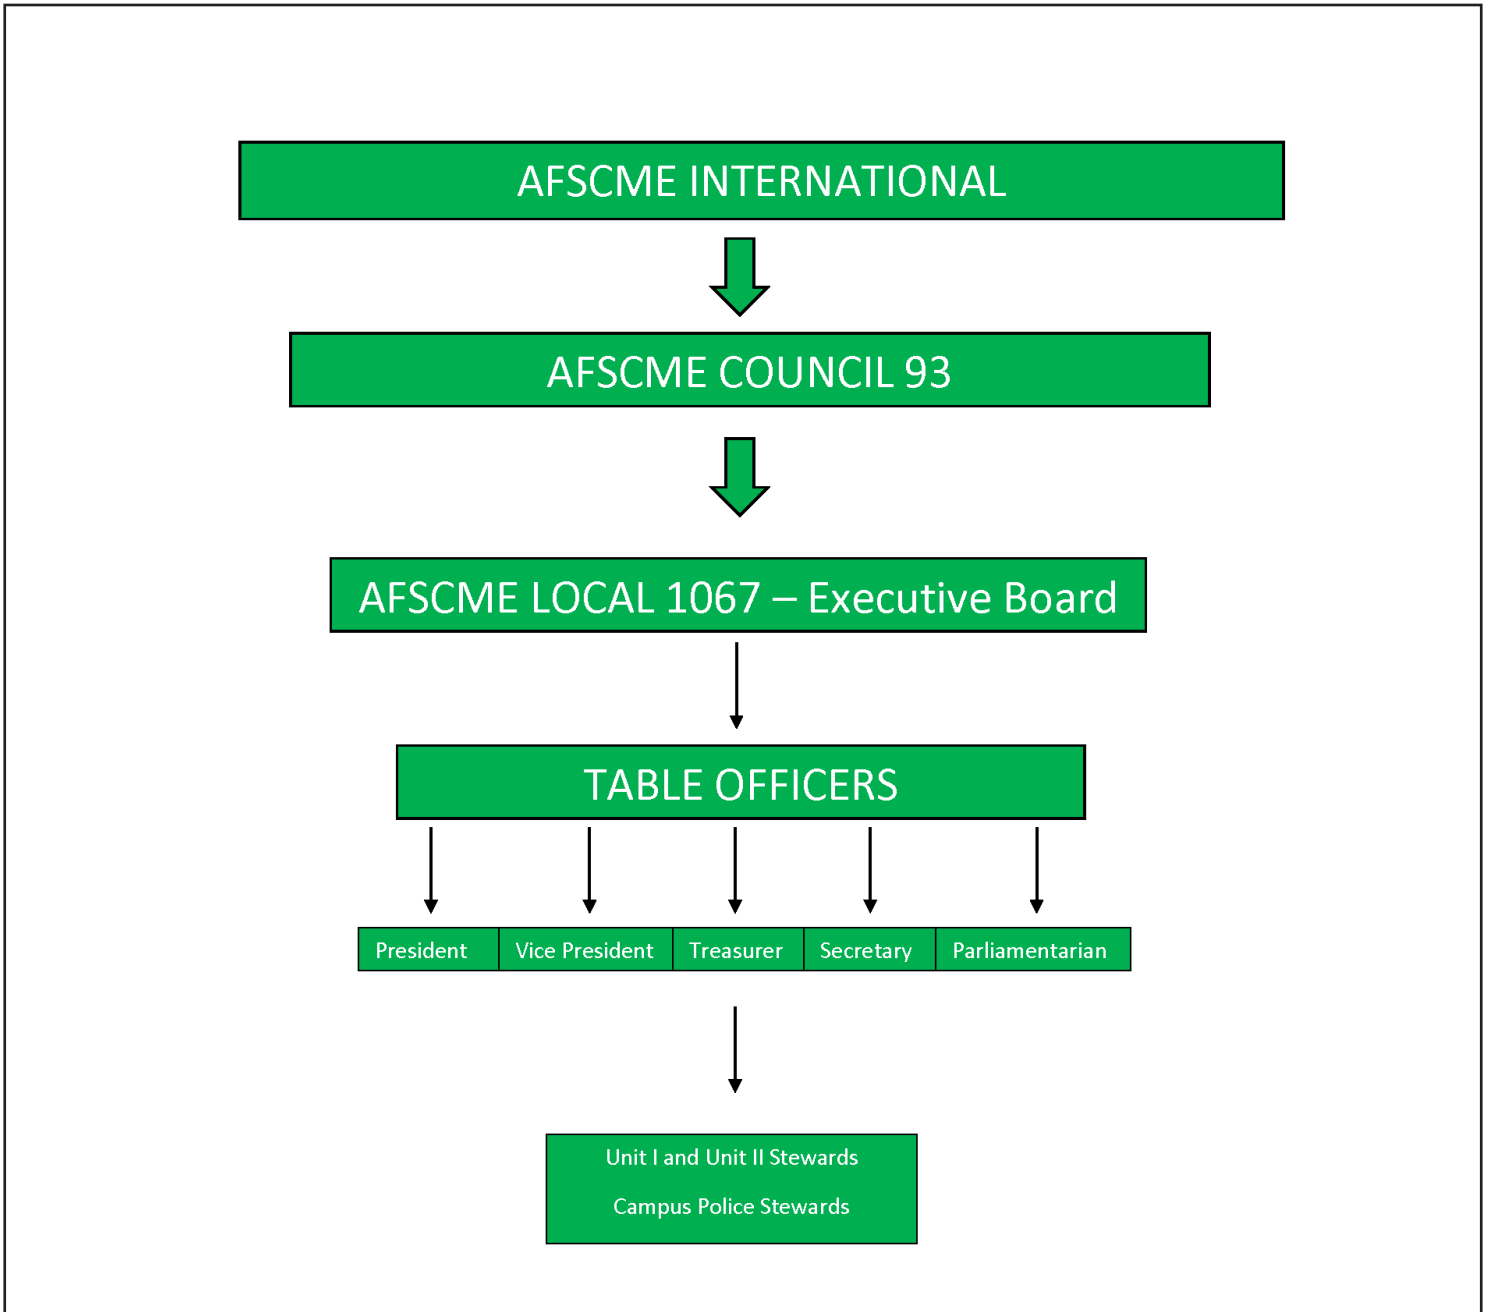 AFSCME INTERNATIONAL
AFSCME COUNCIL 93
AFSCME LOCAL 1067 – Executive Board
TABLE OFFICERS
President
Vice President
Treasurer
Secretary
Parliamentarian
Unit I and Unit II Stewards
Campus Police Stewards